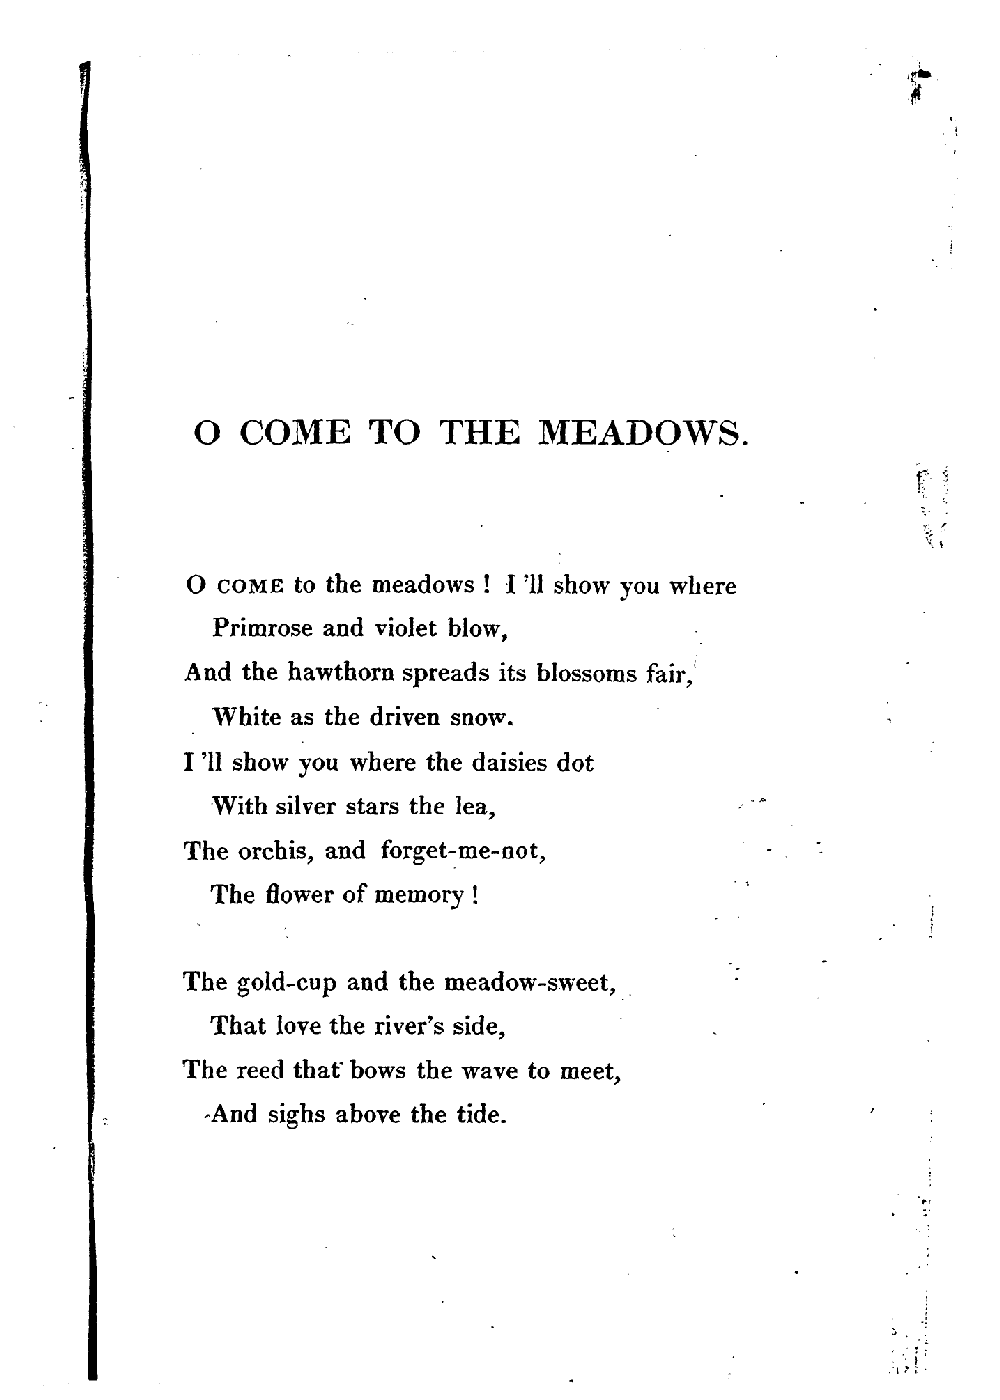 O COME TO THE MEADOWS.
O COME to the meadows ! I 'll show you where
Primrose and violet blow,
And the hawthorn spreads its blossoms fair,
White as the driven snow.
I 'll show you where the daisies dot
With silver stars the lea,
The orchis, and forget-me-not,
The flower of memory !
The gold-cup and the meadow-sweet,
That love the river's side,
The reed that bows the wave to meet,
And sighs above the tide.